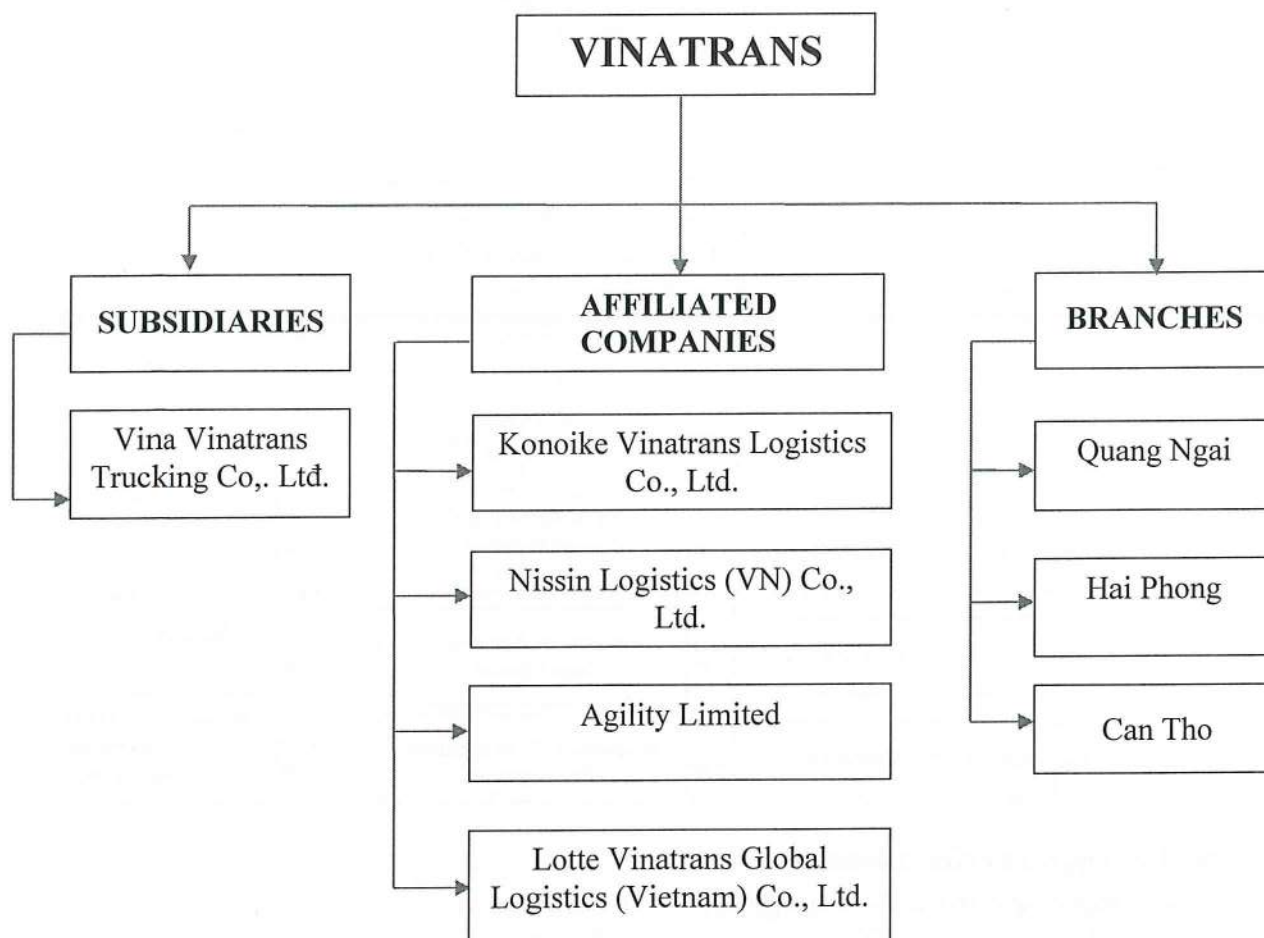 VINATRANS
SUBSIDIARIES
Vina Vinatrans
Trucking Co,. Ltđ.
AFFILIATED
COMPANIES
Konoike Vinatrans Logistics
Co., Ltd.
Nissin Logistics (VN) Co.,
Ltd.
Agility Limited
Lotte Vinatrans Global
Logistics (Vietnam) Co., Ltd.
BRANCHES
Quang Ngai
Hai Phong
Can Tho